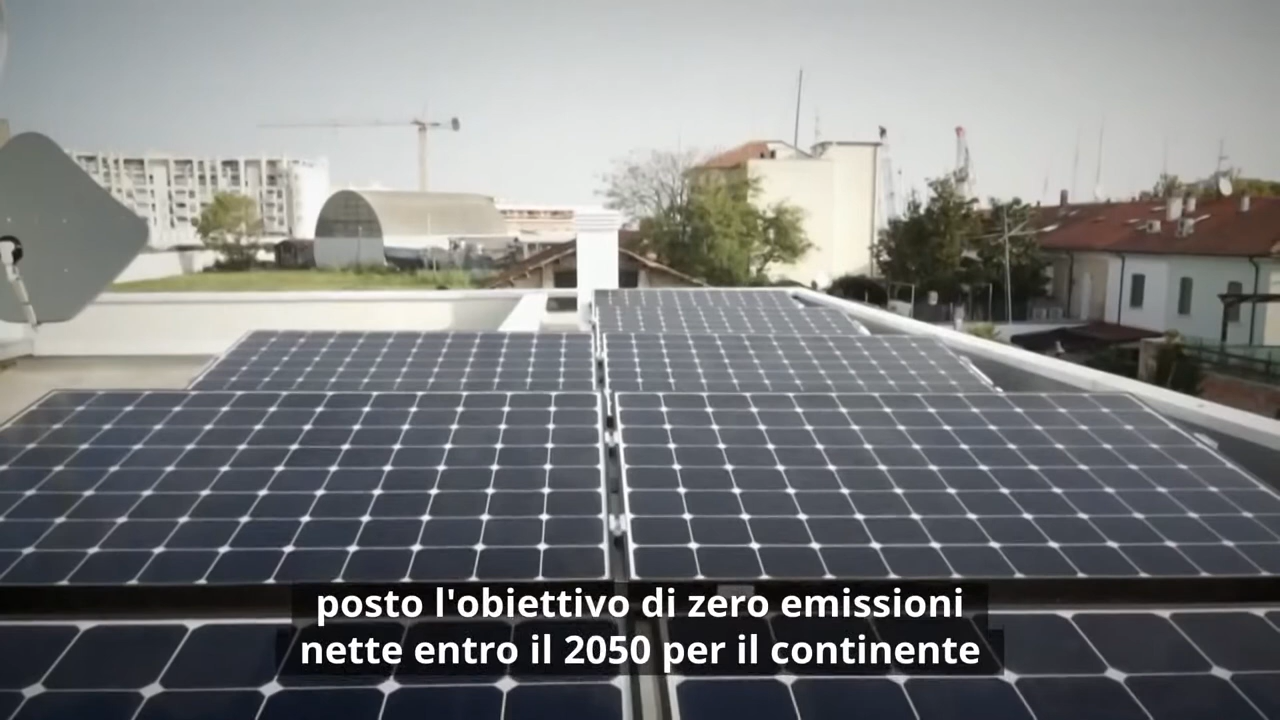 posto l'obiettivo di zero emissioni
nette entro il 2050 per il continente